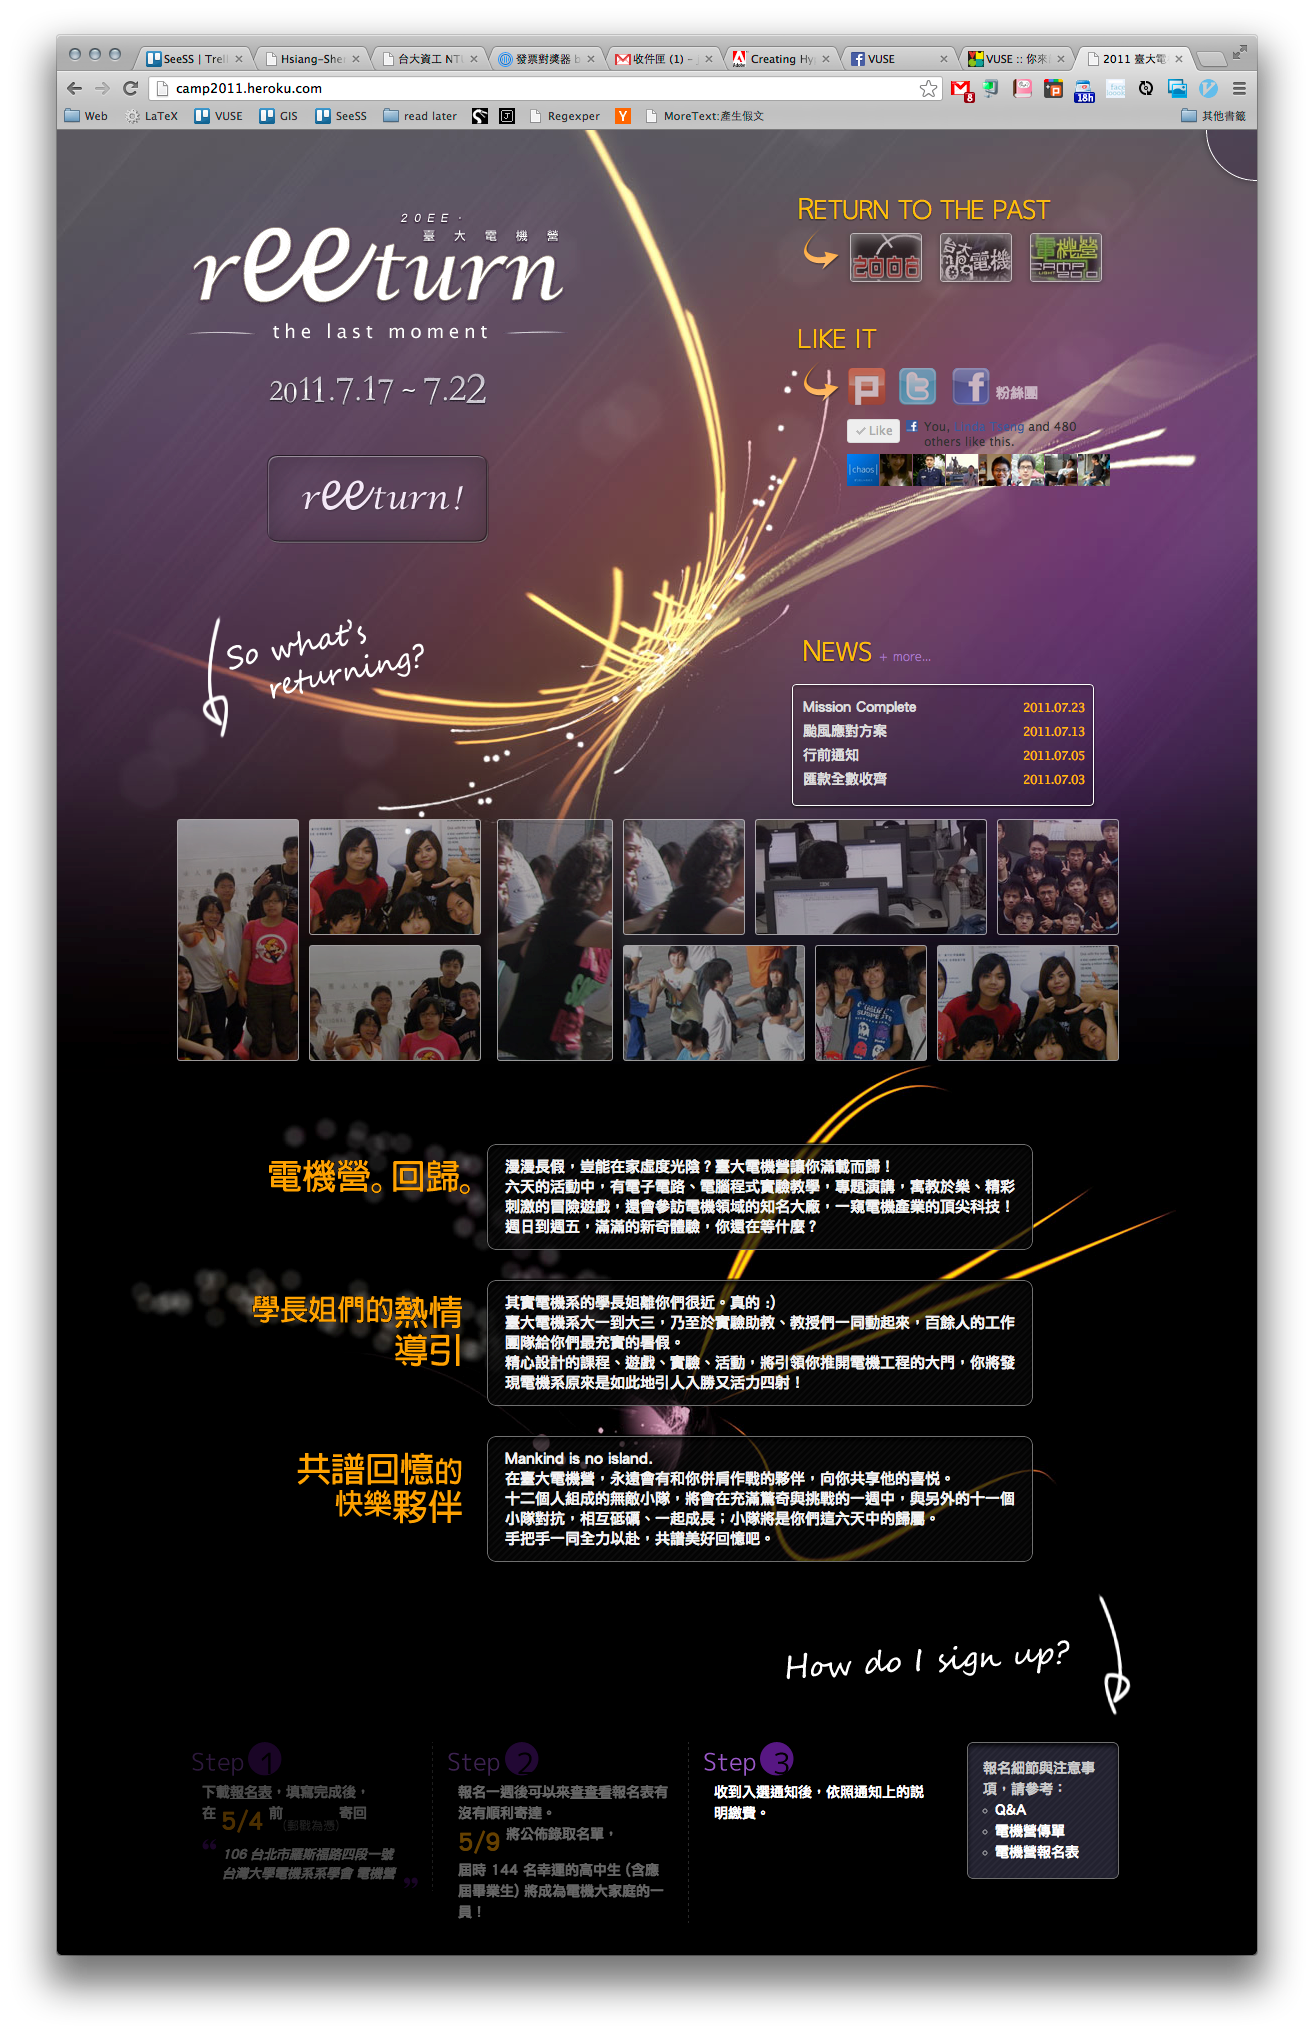 SeeSS | Trel
Hsiang-She
台大資工 NT
發票對獎器 b
收件匣 (1) -
Creating Hy
VUSE
VUSE :: 你來
2011 臺大電
camp2011.heroku.com
8
18h
Web
LaTeX
VUSE
GIS
SeeSS
read later
Regexper
MoreText:產生假文
其他書籤
20EE·
臺大電機營
reeturn
the last moment
2011.7.17 ~ 7.22
reeturn!
RETURN TO THE PAST
2008
台大電機
09
電機營
CAMP
LIGHT 2010
LIKE IT
粉絲團
Like
You, Linda Tseng and 480
others like this.
[chaos]
So what's
returning?
NEWS + more...
Mission Complete 2011.07.23
颱風應對方案 2011.07.13
行前通知 2011.07.05
匯款全數收齊 2011.07.03
IBM
電機營。回歸。
漫漫長假，豈能在家虛度光陰？臺大電機營讓你滿載而歸！
六天的活動中，有電子電路、電腦程式實驗教學，專題演講，寓教於樂、精彩
刺激的冒險遊戲，還會參訪電機領域的知名大廠，一窺電機產業的頂尖科技！
週日到週五，滿滿的新奇體驗，你還在等什麼？
學長姐們的熱情
導引
其實電機系的學長姐離你們很近。真的 :)
臺大電機系大一到大三，乃至於實驗助教、教授們一同動起來，百餘人的工作
團隊給你們最充實的暑假。
精心設計的課程、遊戲、實驗、活動，將引領你推開電機工程的大門，你將發
現電機系原來是如此地引人入勝又活力四射！
共譜回憶的
快樂夥伴
Mankind is no island.
在臺大電機營，永遠會有和你併肩作戰的夥伴，向你共享他的喜悅。
十二個人組成的無敵小隊，將會在充滿驚奇與挑戰的一週中，與另外的十一個
小隊對抗，相互砥礪、一起成長；小隊將是你們這六天中的歸屬。
手把手一同全力以赴，共譜美好回憶吧。
How do I sign up?
Step 1
下載報名表，填寫完成後，
在 5/4 前 (郵戳為憑) 寄回
“ 106 台北市羅斯福路四段一號
台灣大學電機系系學會 電機營 ”
Step 2
報名一週後可以來查查看報名表有
沒有順利寄達。
5/9 將公佈錄取名單，
屆時 144 名幸運的高中生 (含應
屆畢業生) 將成為電機大家庭的一
員！
Step 3
收到入選通知後，依照通知上的説
明繳費。
報名細節與注意事
項，請參考：
Q&A
電機營傳單
電機營報名表